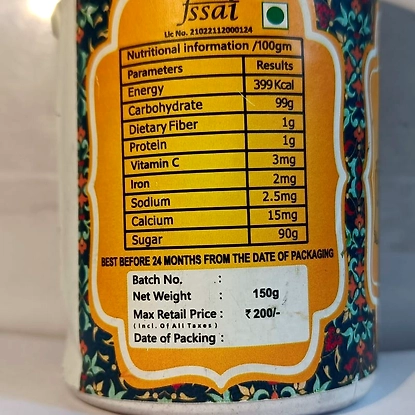 fssai
Lic No. 21022112000124
Nutritional information /100gm
Parameters Results
Energy 399 Kcal
Carbohydrate 99g
Dietary Fiber 1g
Protein 1g
Vitamin C 3mg
Iron 2mg
Sodium 2.5mg
Calcium 15mg
Sugar 90g
BEST BEFORE 24 MONTHS FROM THE DATE OF PACKAGING
Batch No. :
Net Weight : 150g
Max Retail Price : ₹ 200/-
(Incl. Of All Taxes)
Date of Packing :